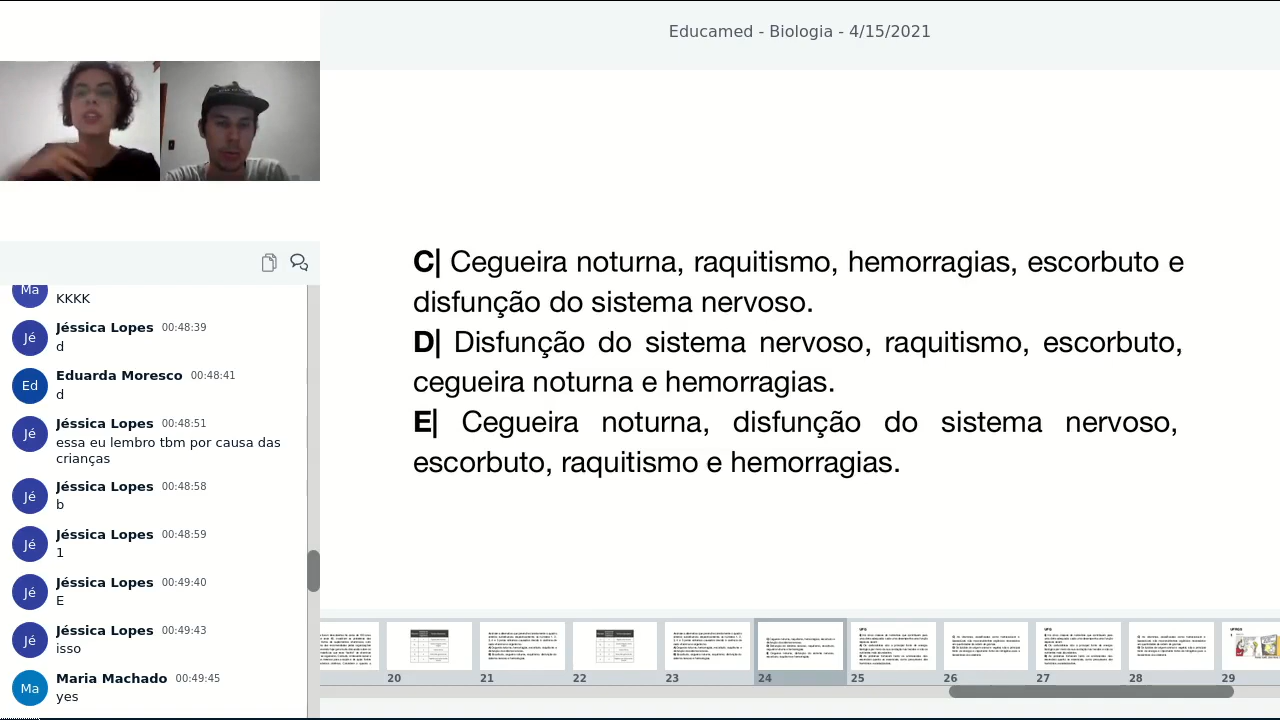 Educamed - Biologia - 4/15/2021
C| Cegueira noturna, raquitismo, hemorragias, escorbuto e
disfunção do sistema nervoso.
D| Disfunção do sistema nervoso, raquitismo, escorbuto,
cegueira noturna e hemorragias.
E| Cegueira noturna, disfunção do sistema nervoso,
escorbuto, raquitismo e hemorragias.
Ma
KKKK
Jé Jéssica Lopes 00:48:39
d
Ed Eduarda Moresco 00:48:41
d
Jé Jéssica Lopes 00:48:51
essa eu lembro tbm por causa das
crianças
Jé Jéssica Lopes 00:48:58
b
Jé Jéssica Lopes 00:48:59
1
Jé Jéssica Lopes 00:49:40
E
Jé Jéssica Lopes 00:49:43
isso
Ma Maria Machado 00:49:45
yes
20 21 22 23 24 25 26 27 28 29